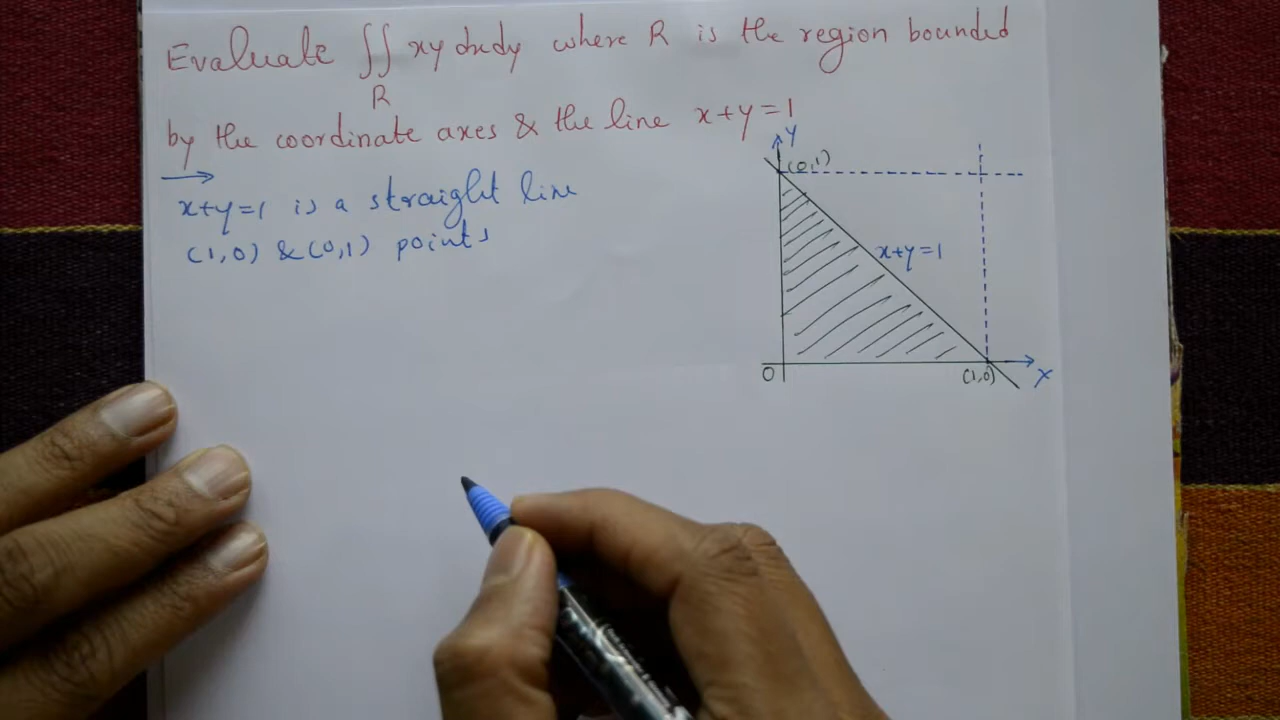 Evaluate ∬ xy dxdy where R is the region bounded
R
by the coordinate axes & the line x+y=1
x+y=1 is a straight line
(1,0) & (0,1) points
Y
(0,1)
x+y=1
O
(1,0)
X